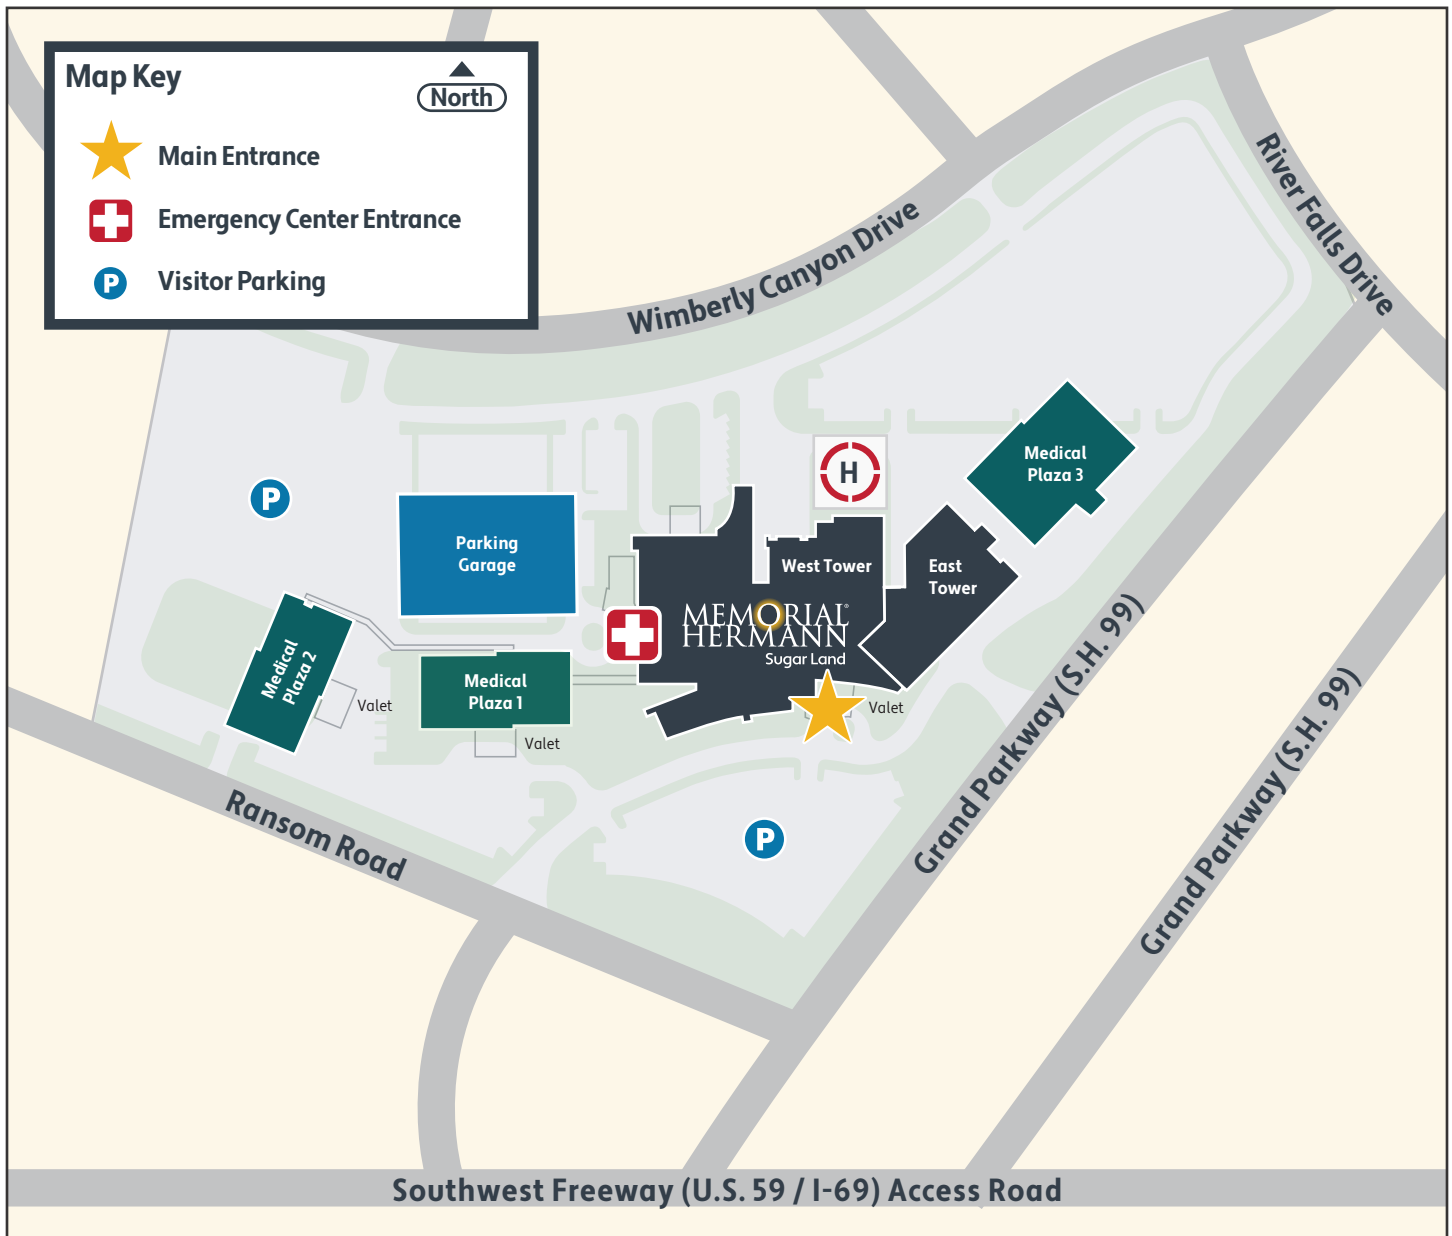 Map Key
North
Main Entrance
Emergency Center Entrance
P
Visitor Parking
Wimberly Canyon Drive
River Falls Drive
H
Medical
Plaza 3
P
Parking
Garage
West Tower
East
Tower
MEMORIAL®
HERMANN
Sugar Land
Medical
Plaza 2
Valet
Medical
Plaza 1
Valet
Valet
P
Ransom Road
Grand Parkway (S.H. 99)
Grand Parkway (S.H. 99)
Southwest Freeway (U.S. 59 / I-69) Access Road